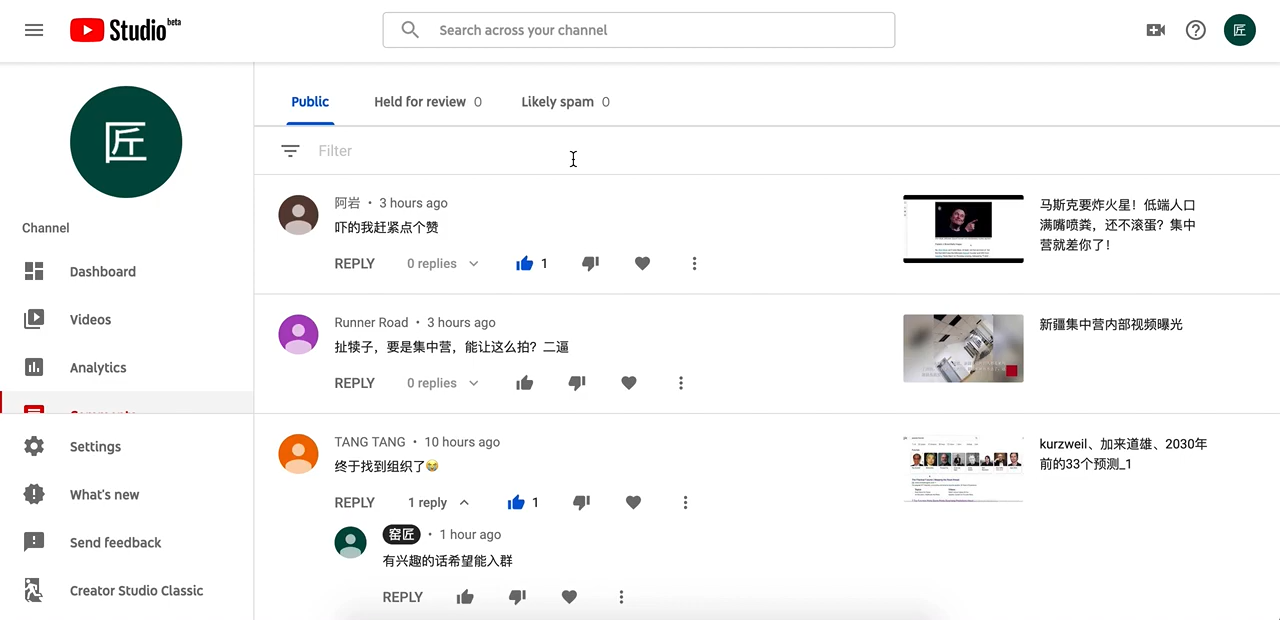 Studio beta
Search across your channel
匠
匠
Channel
Dashboard
Videos
Analytics
Comments
Settings
What's new
Send feedback
Creator Studio Classic
Public
Held for review 0
Likely spam 0
Filter
阿岩 • 3 hours ago
吓的我赶紧点个赞
REPLY 0 replies 1
马斯克要炸火星！低端人口
满嘴喷粪，还不滚蛋？集中
营就差你了！
Runner Road • 3 hours ago
扯犊子，要是集中营，能让这么拍？二逼
REPLY 0 replies
新疆集中营内部视频曝光
TANG TANG • 10 hours ago
终于找到组织了😂
REPLY 1 reply 1
kurzweil、加来道雄、2030年
前的33个预测_1
窑匠 • 1 hour ago
有兴趣的话希望能入群
REPLY